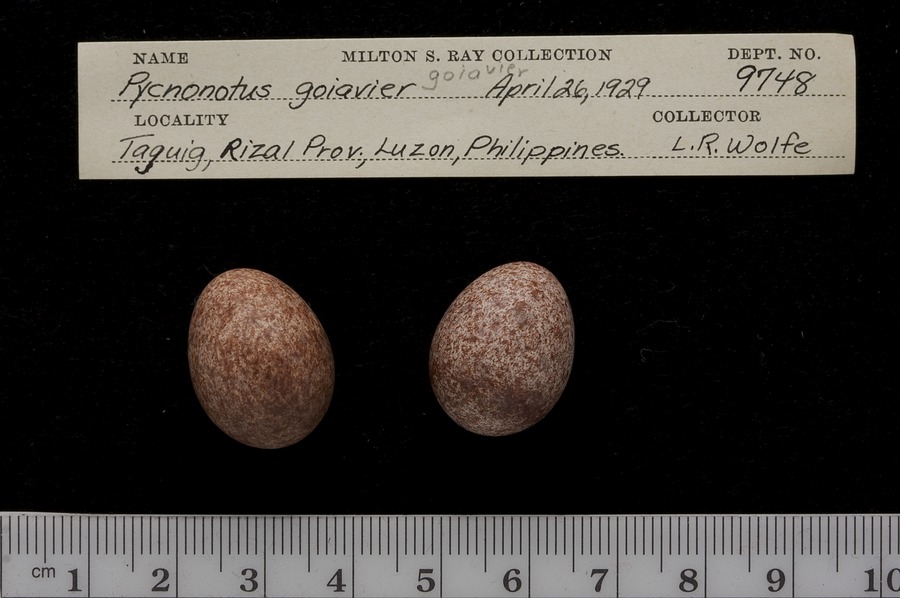 NAME MILTON S. RAY COLLECTION DEPT. NO.
Pycnonotus goiavier goiavier April 26, 1929 9748
LOCALITY COLLECTOR
Taguig, Rizal Prov., Luzon, Philippines. L.R. Wolfe
cm 1 2 3 4 5 6 7 8 9 10